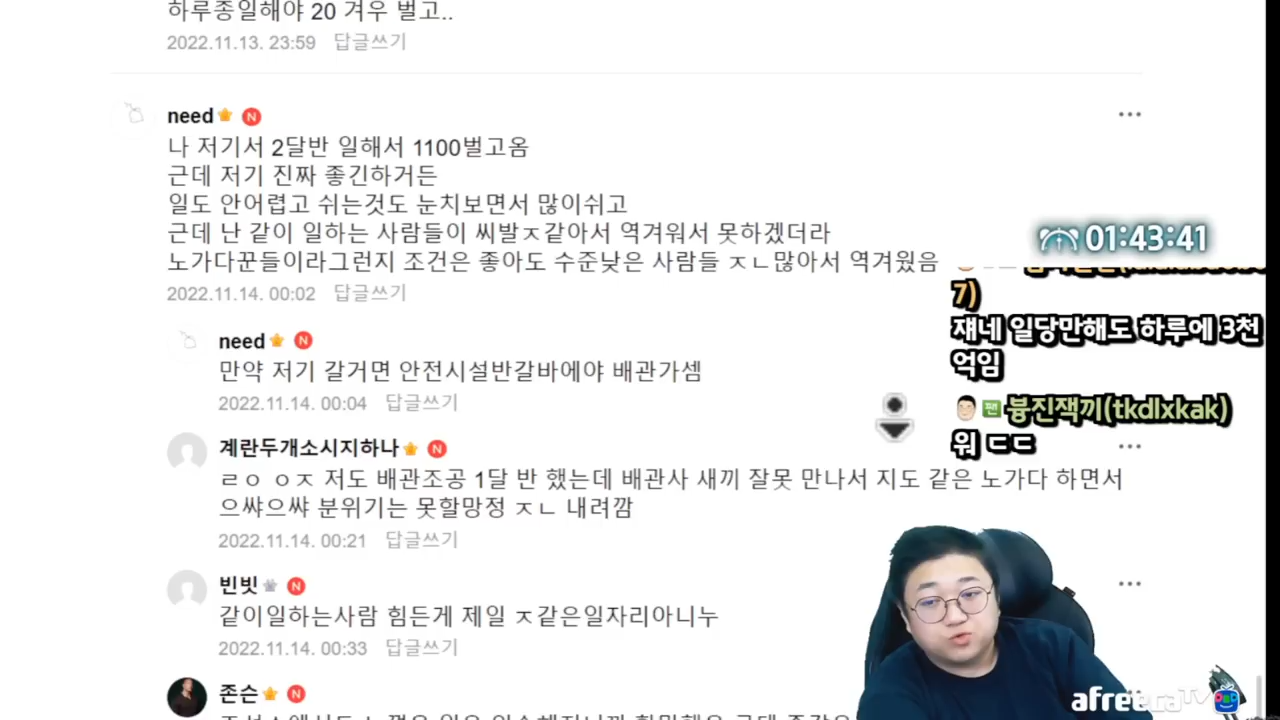 하루종일해야 20 겨우 벌고..
2022.11.13. 23:59 답글쓰기
need N
나 저기서 2달반 일해서 1100벌고옴
근데 저기 진짜 좋긴하거든
일도 안어렵고 쉬는것도 눈치보면서 많이쉬고
근데 난 같이 일하는 사람들이 씨발ㅈ같아서 역겨워서 못하겠더라
노가다꾼들이라그런지 조건은 좋아도 수준낮은 사람들 ㅈㄴ많아서 역겨웠음
2022.11.14. 00:02 답글쓰기
need N
만약 저기 갈거면 안전시설반갈바에야 배관가셈
2022.11.14. 00:04 답글쓰기
계란두개소시지하나 N
ㄹㅇ ㅇㅈ 저도 배관조공 1달 반 했는데 배관사 새끼 잘못 만나서 지도 같은 노가다 하면서
으쌰으쌰 분위기는 못할망정 ㅈㄴ 내려깜
2022.11.14. 00:21 답글쓰기
빈빗 N
같이일하는사람 힘든게 제일 ㅈ같은일자리아니누
2022.11.14. 00:33 답글쓰기
존슨 N
01:43:41
7)
쟤네 일당만해도 하루에 3천
억임
팬 븅진잭끼(tkdlxkak)
워 ㄷㄷ
afreecaTV